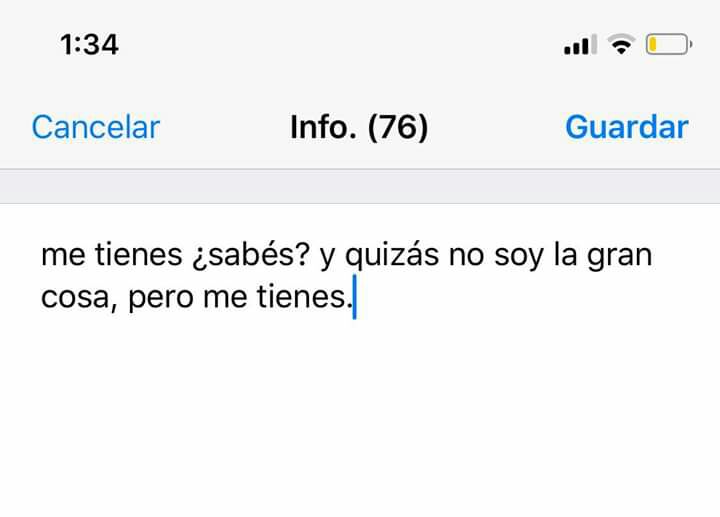 1:34
Cancelar Info. (76) Guardar
me tienes ¿sabés? y quizás no soy la gran
cosa, pero me tienes.